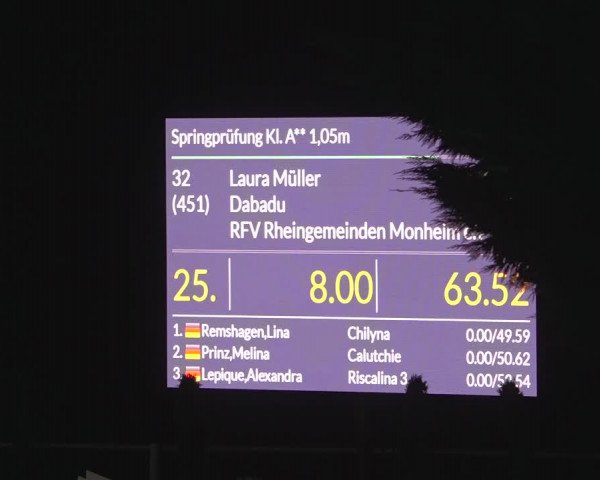 Springprüfung Kl. A** 1,05m
32 Laura Müller
(451) Dabadu
RFV Rheingemeinden Monheim
25. 8.00 63.52
1. Remshagen,Lina Chilyna 0.00/49.59
2. Prinz,Melina Calutchie 0.00/50.62
3. Lepique,Alexandra Riscalina 3